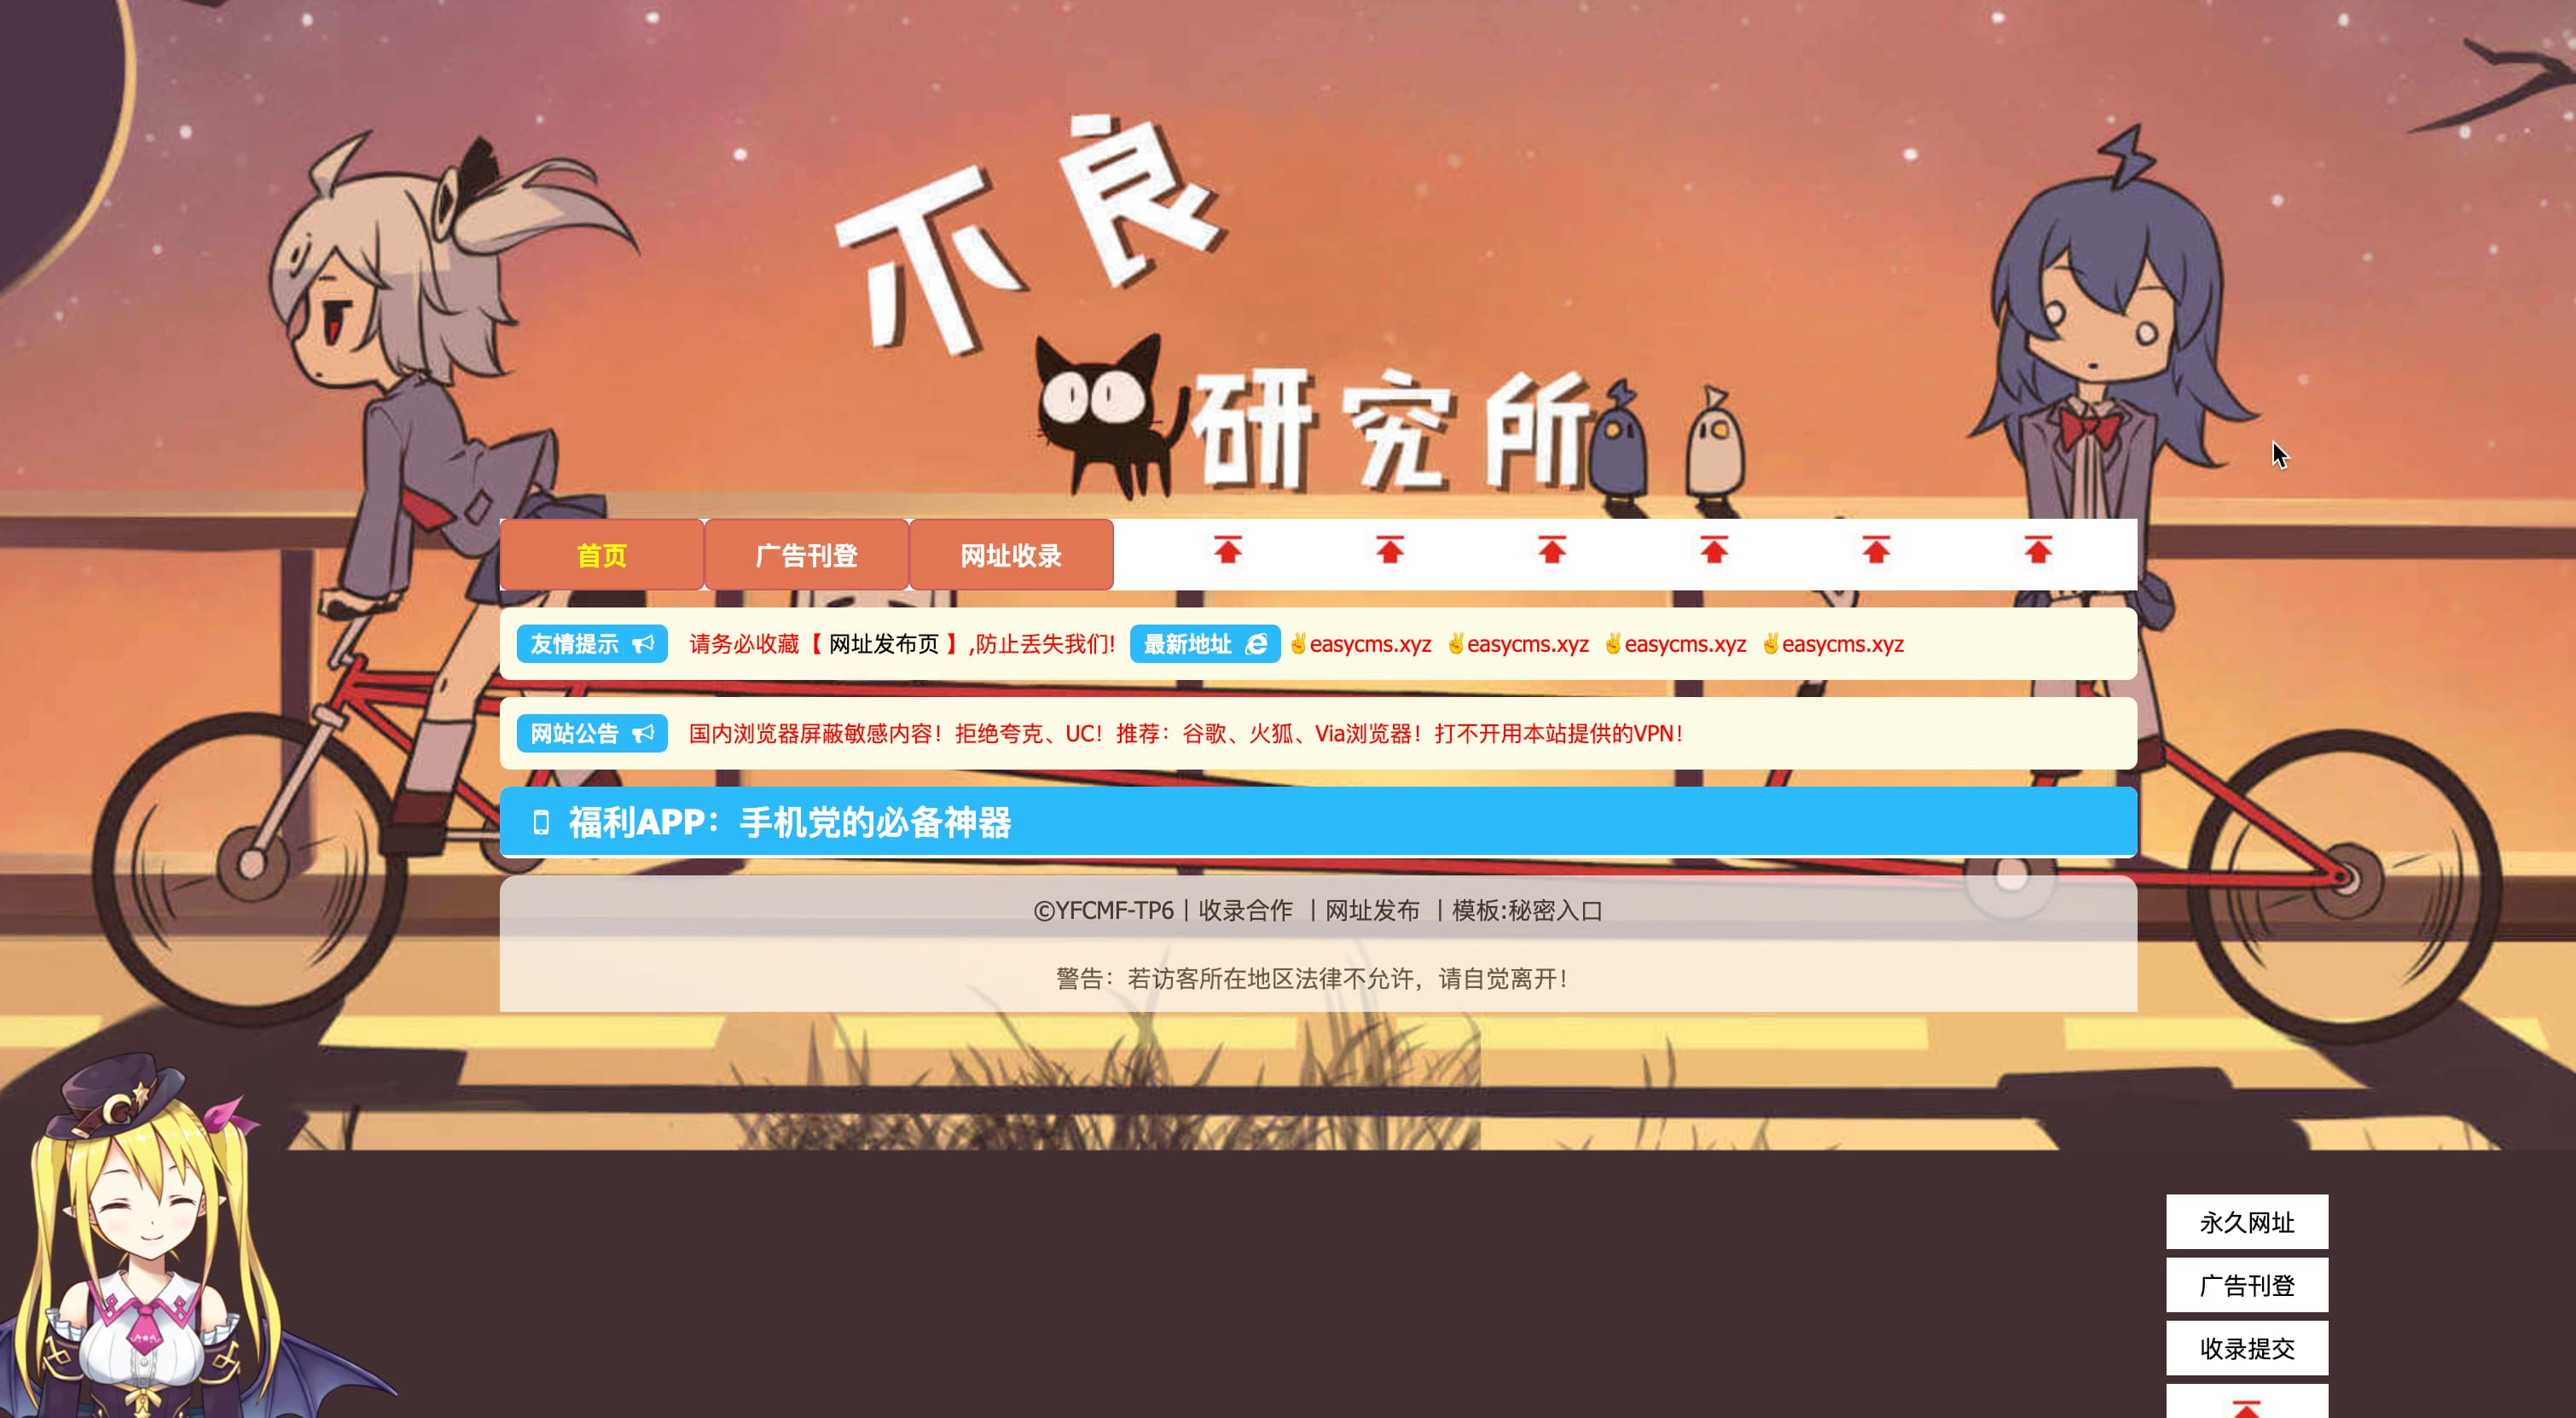 不良
研究所
首页 广告刊登 网址收录
友情提示 请务必收藏【 网址发布页 】,防止丢失我们! 最新地址 ✌easycms.xyz ✌easycms.xyz ✌easycms.xyz ✌easycms.xyz
网站公告 国内浏览器屏蔽敏感内容！拒绝夸克、UC！推荐：谷歌、火狐、Via浏览器！打不开用本站提供的VPN！
福利APP：手机党的必备神器
©YFCMF-TP6丨收录合作 丨网址发布 丨模板:秘密入口
警告：若访客所在地区法律不允许，请自觉离开！
永久网址
广告刊登
收录提交